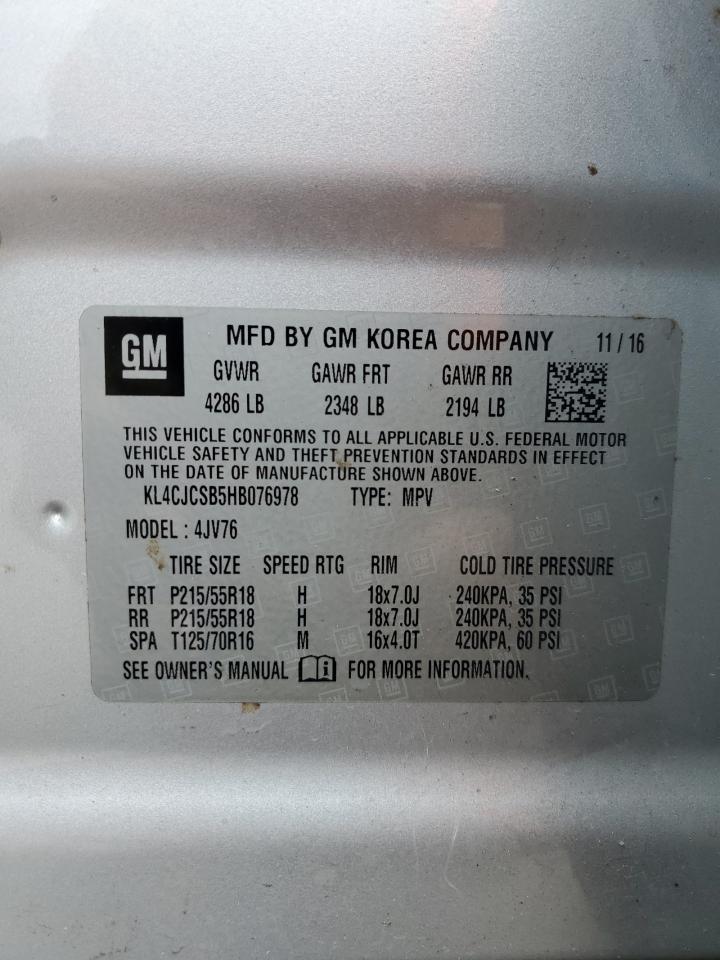 GM MFD BY GM KOREA COMPANY 11 / 16
GVWR GAWR FRT GAWR RR
4286 LB 2348 LB 2194 LB
THIS VEHICLE CONFORMS TO ALL APPLICABLE U.S. FEDERAL MOTOR
VEHICLE SAFETY AND THEFT PREVENTION STANDARDS IN EFFECT
ON THE DATE OF MANUFACTURE SHOWN ABOVE.
KL4CJCSB5HB076978 TYPE: MPV
MODEL : 4JV76
TIRE SIZE SPEED RTG RIM COLD TIRE PRESSURE
FRT P215/55R18 H 18x7.0J 240KPA, 35 PSI
RR P215/55R18 H 18x7.0J 240KPA, 35 PSI
SPA T125/70R16 M 16x4.0T 420KPA, 60 PSI
SEE OWNER'S MANUAL i FOR MORE INFORMATION.